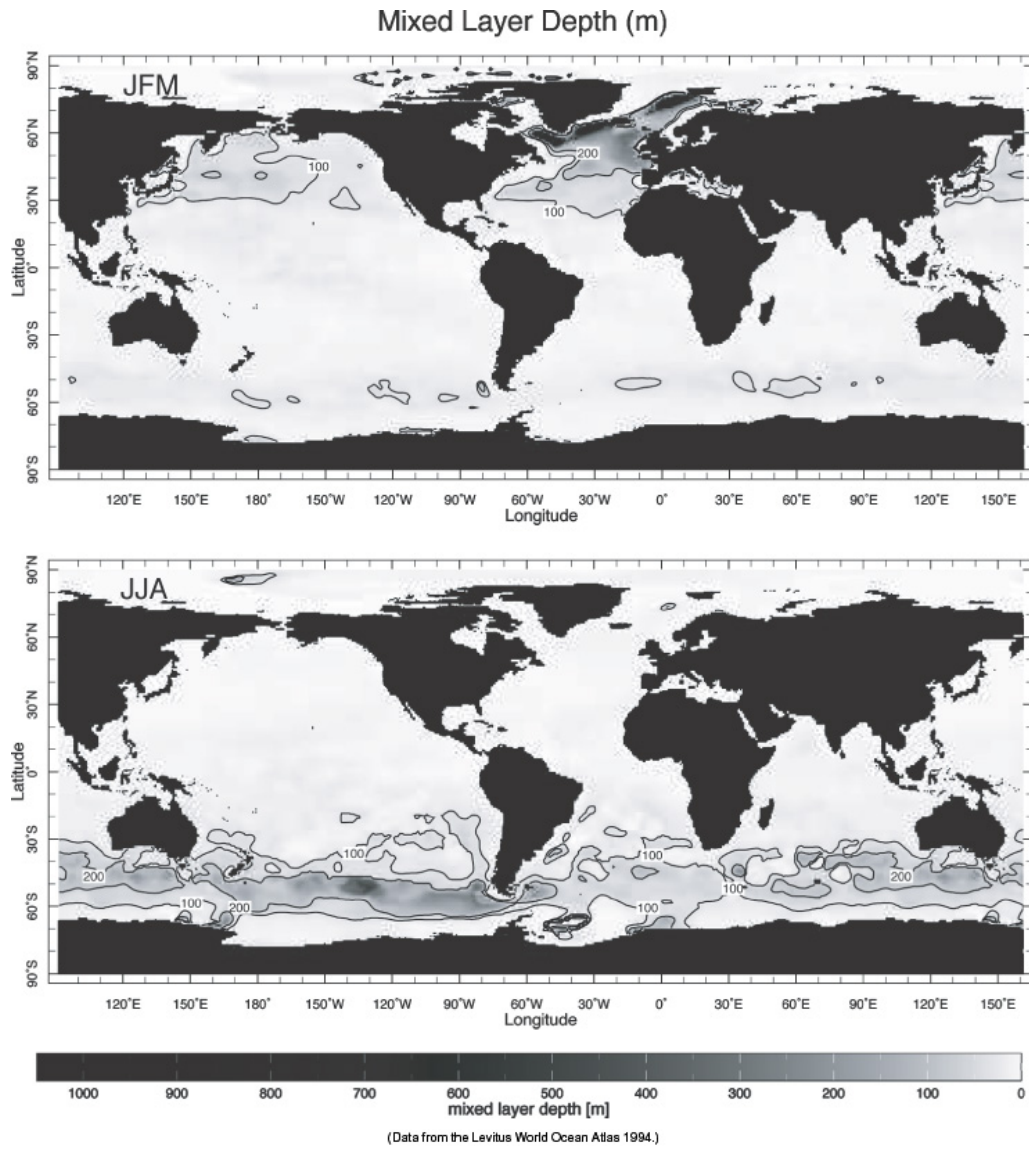 Mixed Layer Depth (m)
90°N
JFM
60°N
200
100
30°N
100
Latitude
0°
30°S
60°S
90°S
120°E 150°E 180° 150°W 120°W 90°W 60°W 30°W 0° 30°E 60°E 90°E 120°E 150°E
Longitude
90°N
JJA
60°N
30°N
Latitude
0°
30°S
100
100
200
100
200
100
200
100
60°S
90°S
120°E 150°E 180° 150°W 120°W 90°W 60°W 30°W 0° 30°E 60°E 90°E 120°E 150°E
Longitude
1000 900 800 700 600 500 400 300 200 100 0
mixed layer depth [m]
(Data from the Levitus World Ocean Atlas 1994.)